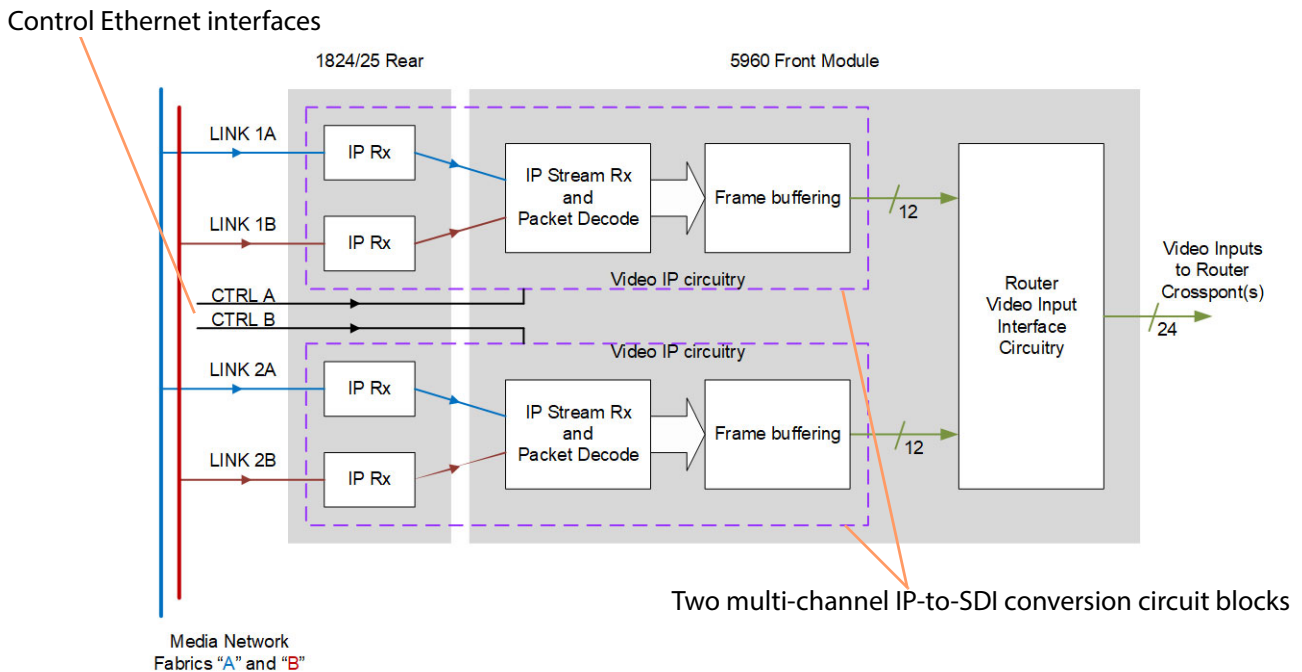 Control Ethernet interfaces
1824/25 Rear
5960 Front Module
LINK 1A
IP Rx
IP Stream Rx
and
Packet Decode
Frame buffering
12
LINK 1B
IP Rx
Video IP circuitry
CTRL A
CTRL B
Video IP circuitry
Router
Video Input
Interface
Circuitry
Video Inputs
to Router
Crosspont(s)
24
LINK 2A
IP Rx
IP Stream Rx
and
Packet Decode
Frame buffering
12
LINK 2B
IP Rx
Two multi-channel IP-to-SDI conversion circuit blocks
Media Network
Fabrics “A” and “B”